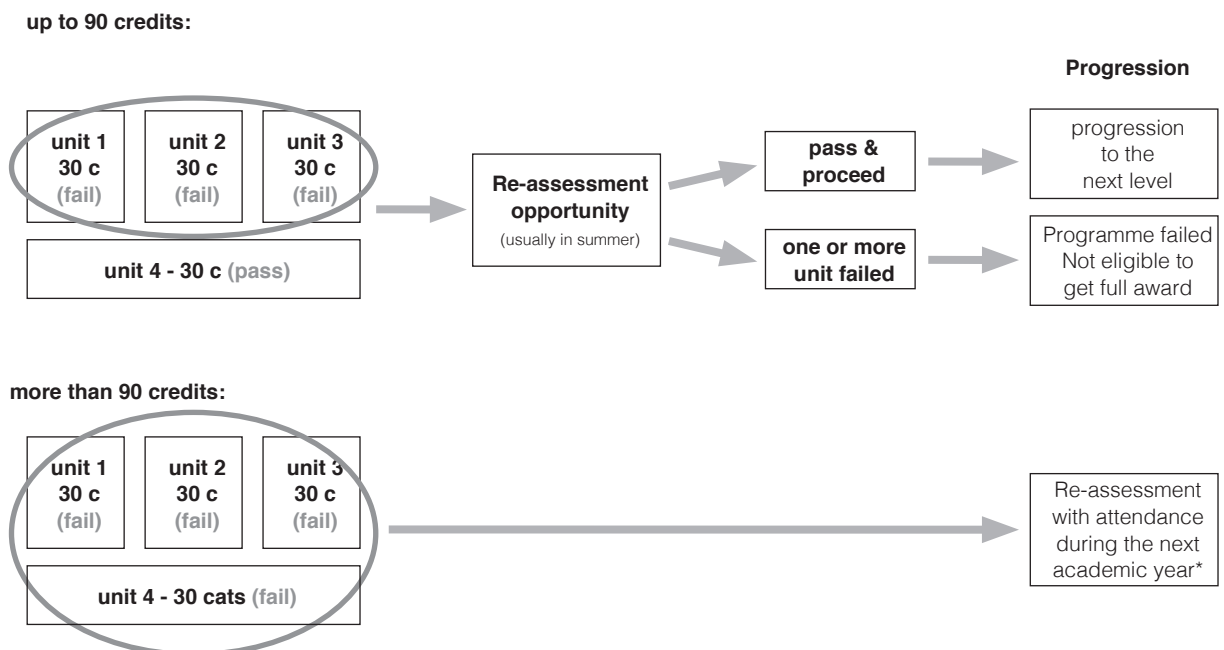 up to 90 credits:
Progression
unit 1
30 c
(fail)
unit 2
30 c
(fail)
unit 3
30 c
(fail)
unit 4 - 30 c (pass)
Re-assessment
opportunity
(usually in summer)
pass &
proceed
one or more
unit failed
progression
to the
next level
Programme failed
Not eligible to
get full award
more than 90 credits:
unit 1
30 c
(fail)
unit 2
30 c
(fail)
unit 3
30 c
(fail)
unit 4 - 30 cats (fail)
Re-assessment
with attendance
during the next
academic year*